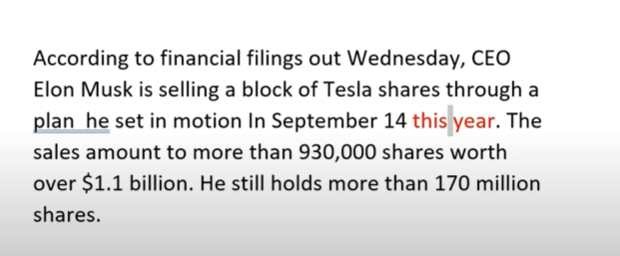 According to financial filings out Wednesday, CEO
Elon Musk is selling a block of Tesla shares through a
plan  he set in motion In September 14 this year. The
sales amount to more than 930,000 shares worth
over $1.1 billion. He still holds more than 170 million
shares.